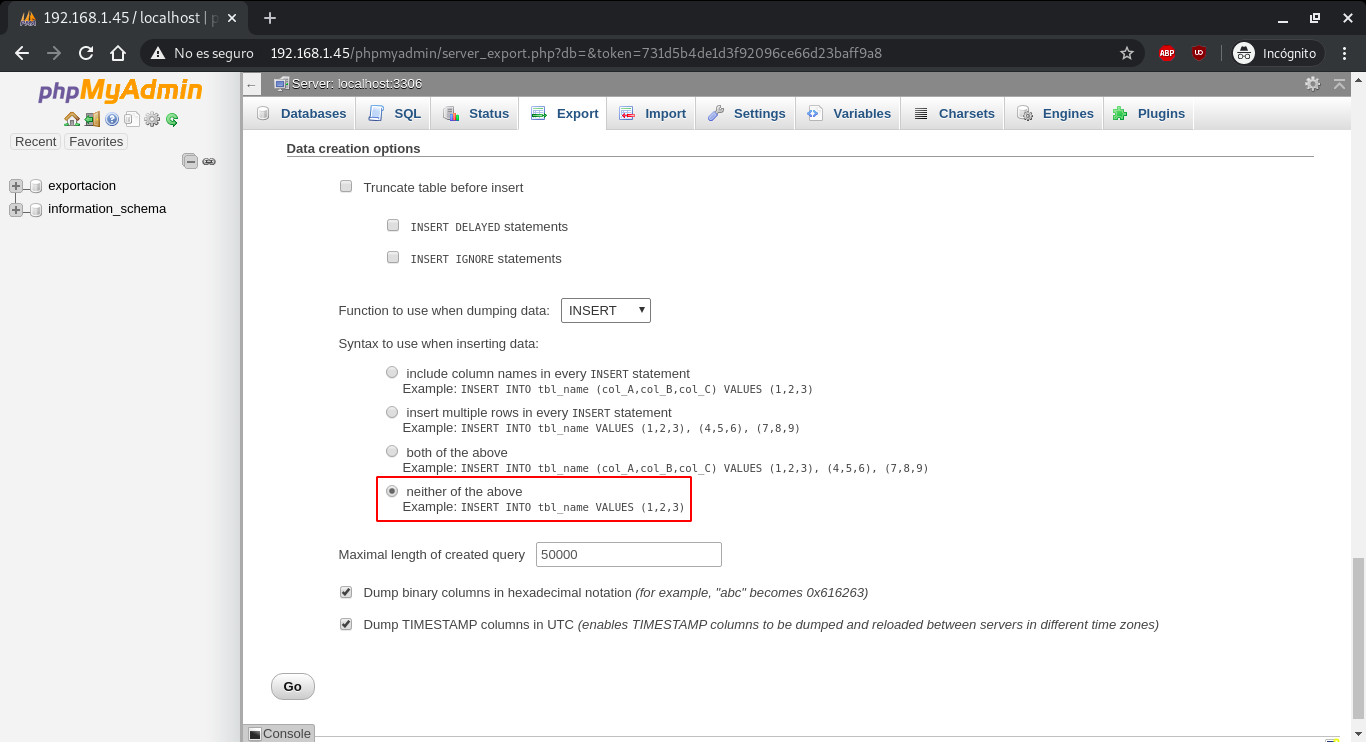 192.168.1.45 / localhost | p
No es seguro 192.168.1.45/phpmyadmin/server_export.php?db=&token=731d5b4de1d3f92096ce66d23baff9a8 ABP UO Incógnito
phpMyAdmin
Recent Favorites
exportacion
information_schema
Server: localhost:3306
Databases SQL Status Export Import Settings Variables Charsets Engines Plugins
Data creation options
Truncate table before insert
INSERT DELAYED statements
INSERT IGNORE statements
Function to use when dumping data: INSERT
Syntax to use when inserting data:
include column names in every INSERT statement
Example: INSERT INTO tbl_name (col_A,col_B,col_C) VALUES (1,2,3)
insert multiple rows in every INSERT statement
Example: INSERT INTO tbl_name VALUES (1,2,3), (4,5,6), (7,8,9)
both of the above
Example: INSERT INTO tbl_name (col_A,col_B,col_C) VALUES (1,2,3), (4,5,6), (7,8,9)
neither of the above
Example: INSERT INTO tbl_name VALUES (1,2,3)
Maximal length of created query 50000
Dump binary columns in hexadecimal notation (for example, "abc" becomes 0x616263)
Dump TIMESTAMP columns in UTC (enables TIMESTAMP columns to be dumped and reloaded between servers in different time zones)
Go
Console